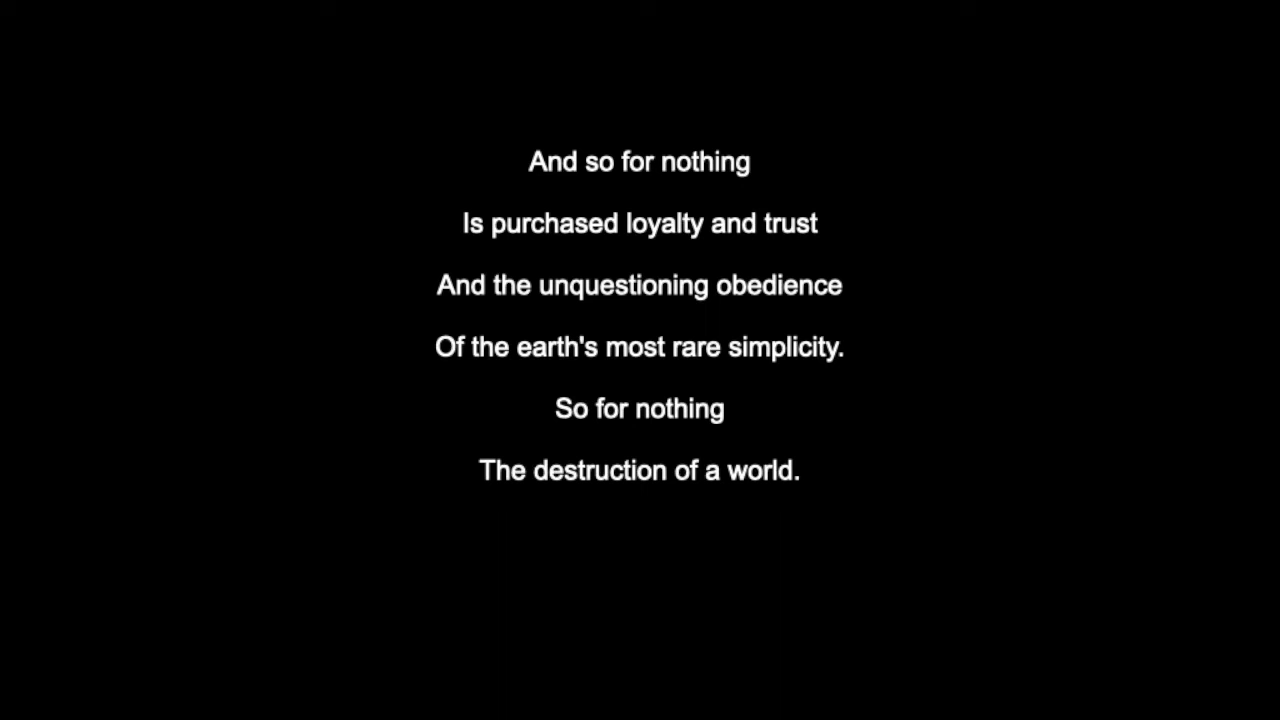 And so for nothing
Is purchased loyalty and trust
And the unquestioning obedience
Of the earth's most rare simplicity.
So for nothing
The destruction of a world.